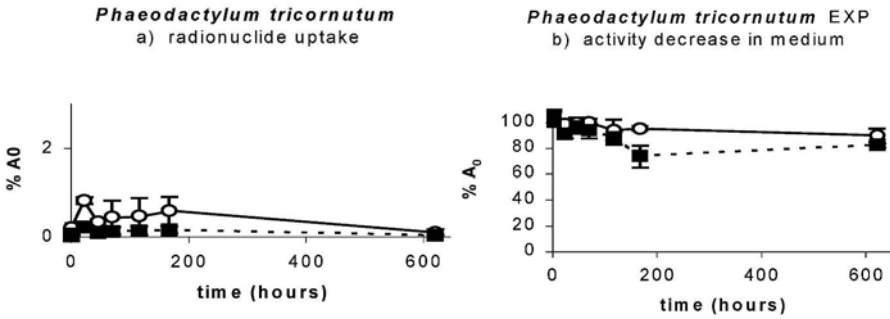 Phaeodactylum tricornutum
a) radionuclide uptake
% A0
2
0
0
200
400
600
time (hours)
Phaeodactylum tricornutum EXP
b) activity decrease in medium
% A₀
100
80
60
40
20
0
0
200
400
600
time (hours)